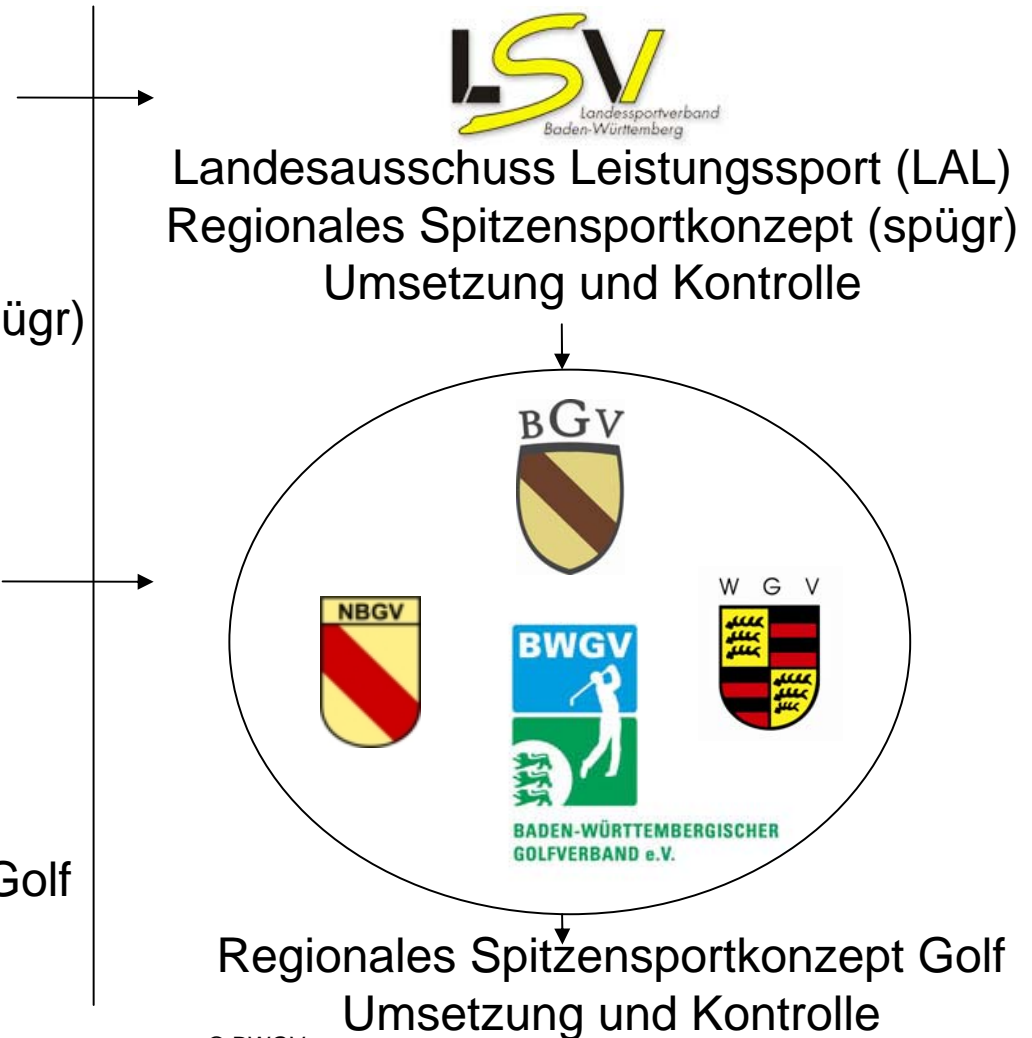 LSV
Landessportverband
Baden-Württemberg
Landesausschuss Leistungssport (LAL)
Regionales Spitzensportkonzept (spügr)
Umsetzung und Kontrolle
ügr)
BGV
NBGV
W G V
BWGV
BADEN-WÜRTTEMBERGISCHER
GOLFVERBAND e.V.
Golf
Regionales Spitzensportkonzept Golf
Umsetzung und Kontrolle